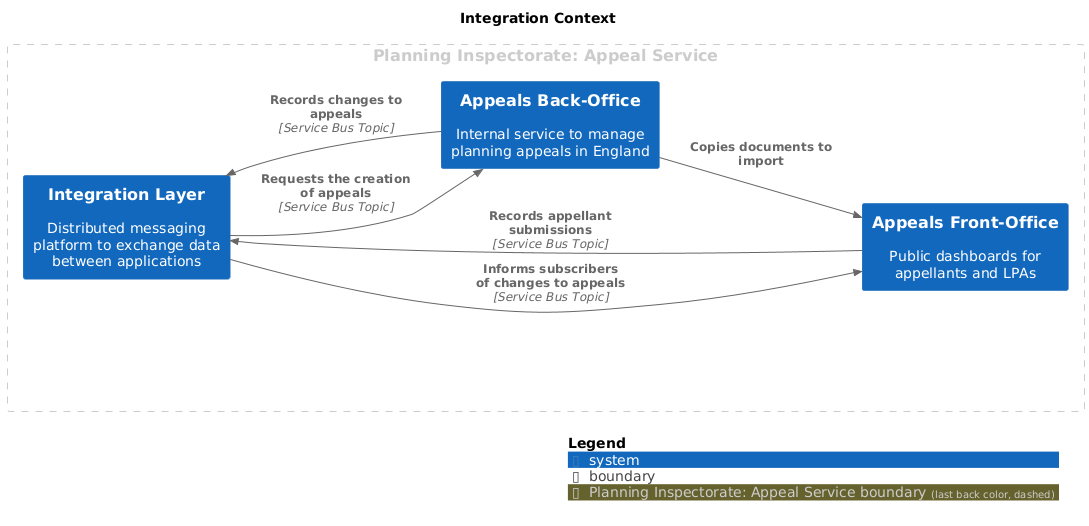 Integration Context
Planning Inspectorate: Appeal Service
Appeals Back-Office
Internal service to manage
planning appeals in England
Records changes to
appeals
[Service Bus Topic]
Copies documents to
import
Integration Layer
Distributed messaging
platform to exchange data
between applications
Requests the creation
of appeals
[Service Bus Topic]
Records appellant
submissions
[Service Bus Topic]
Appeals Front-Office
Public dashboards for
appellants and LPAs
Informs subscribers
of changes to appeals
[Service Bus Topic]
Legend
system
boundary
Planning Inspectorate: Appeal Service boundary (last back color, dashed)